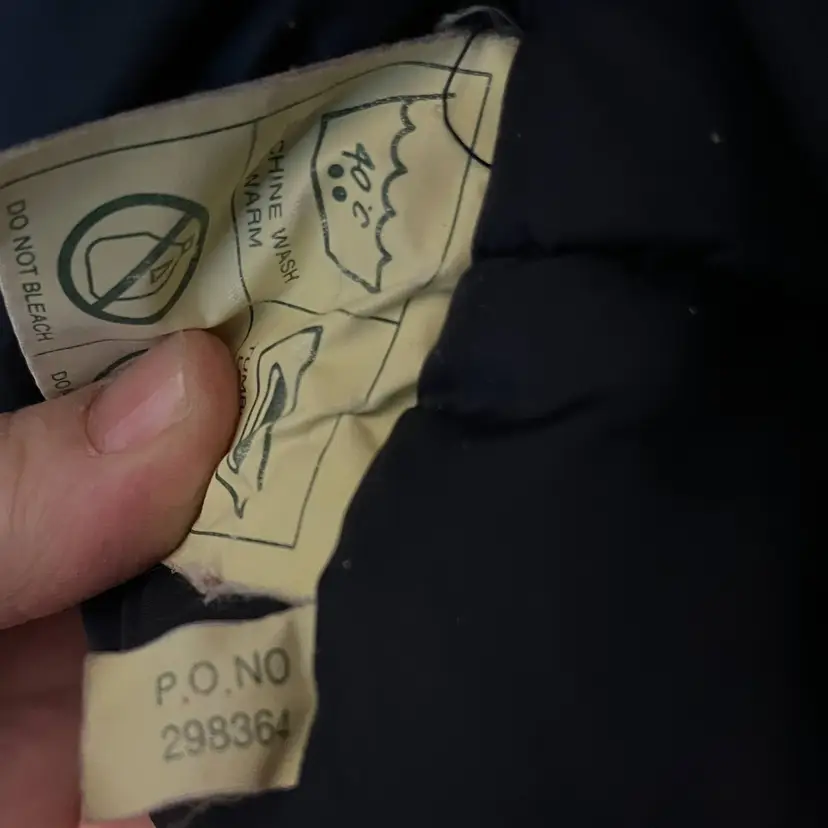 40°C
CHINE WASH
WARM
DO NOT BLEACH
P.O.NO
298364